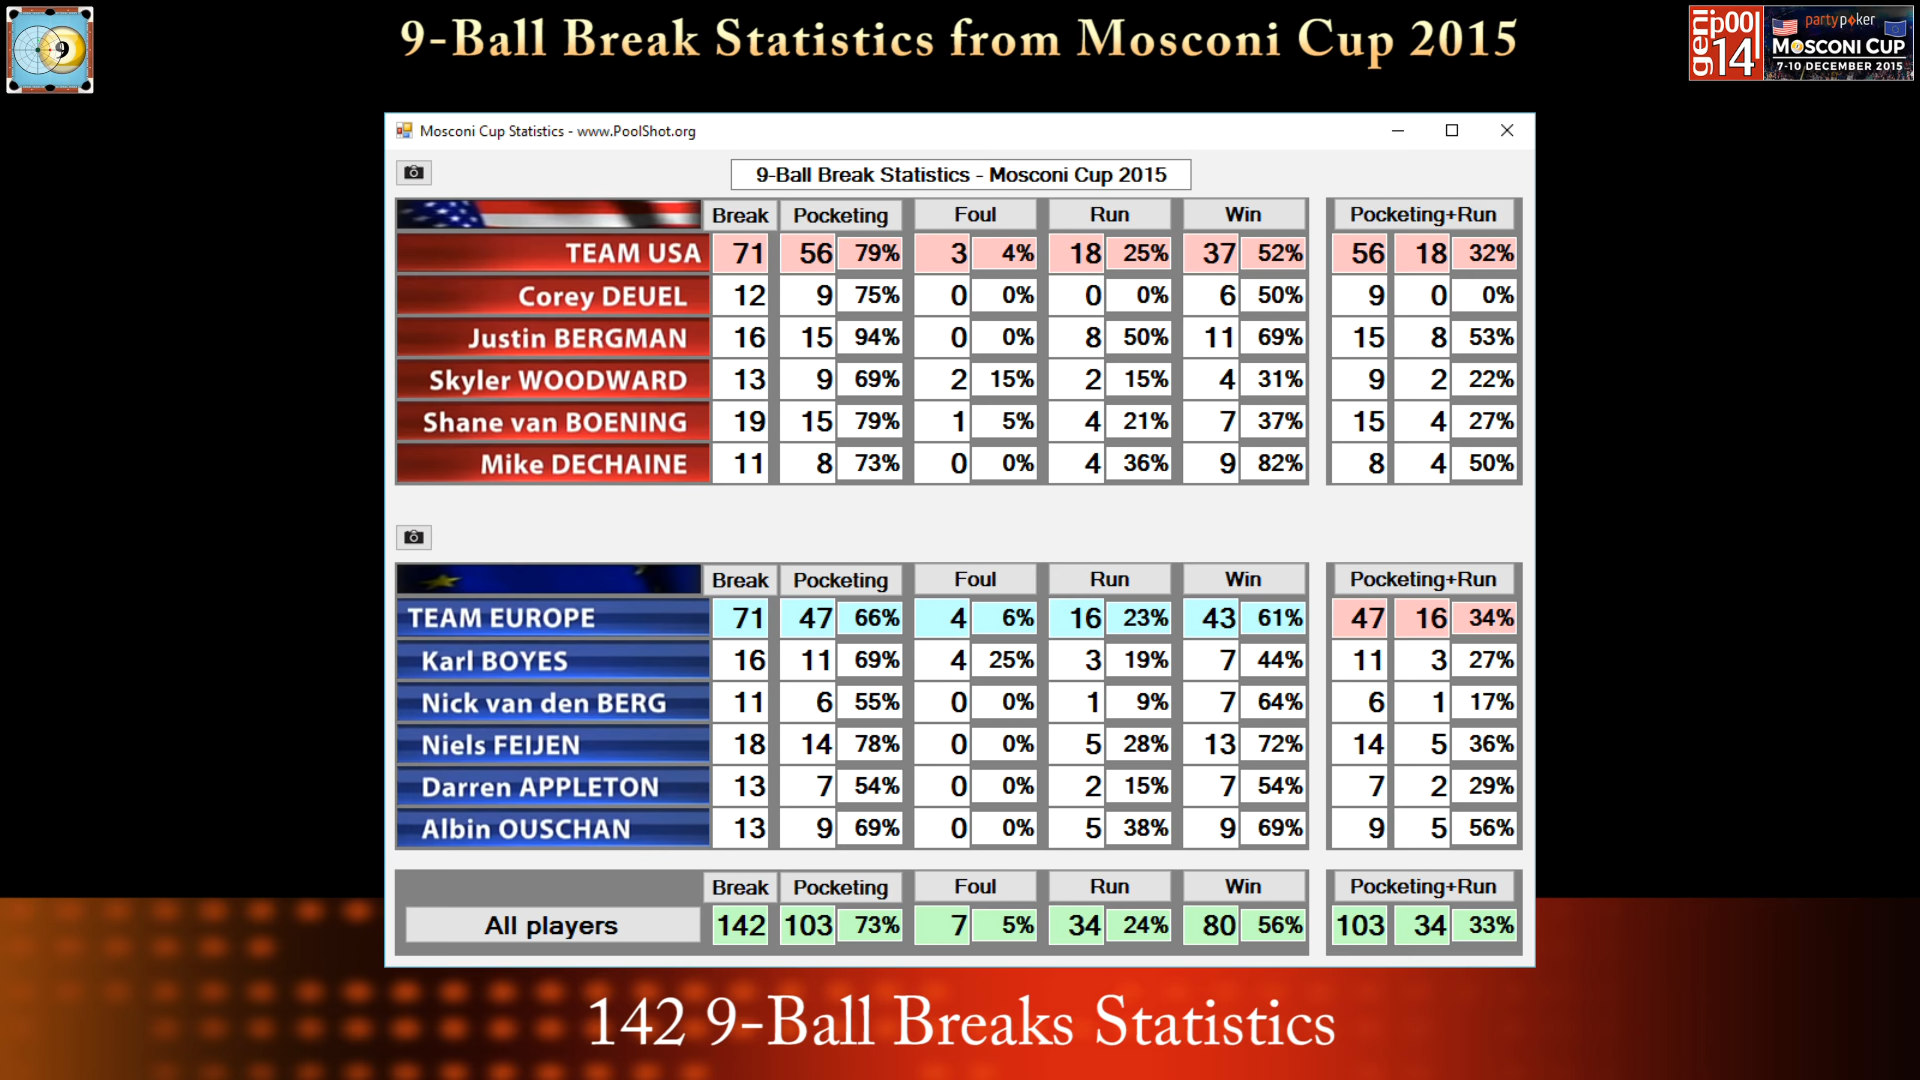 9-Ball Break Statistics from Mosconi Cup 2015
9
genipool 14
partypoker
MOSCONI CUP
7-10 DECEMBER 2015
Mosconi Cup Statistics - www.PoolShot.org
9-Ball Break Statistics - Mosconi Cup 2015
Break Pocketing Foul Run Win Pocketing+Run
TEAM USA 71 56 79% 3 4% 18 25% 37 52% 56 18 32%
Corey DEUEL 12 9 75% 0 0% 0 0% 6 50% 9 0 0%
Justin BERGMAN 16 15 94% 0 0% 8 50% 11 69% 15 8 53%
Skyler WOODWARD 13 9 69% 2 15% 2 15% 4 31% 9 2 22%
Shane van BOENING 19 15 79% 1 5% 4 21% 7 37% 15 4 27%
Mike DECHAINE 11 8 73% 0 0% 4 36% 9 82% 8 4 50%
Break Pocketing Foul Run Win Pocketing+Run
TEAM EUROPE 71 47 66% 4 6% 16 23% 43 61% 47 16 34%
Karl BOYES 16 11 69% 4 25% 3 19% 7 44% 11 3 27%
Nick van den BERG 11 6 55% 0 0% 1 9% 7 64% 6 1 17%
Niels FEIJEN 18 14 78% 0 0% 5 28% 13 72% 14 5 36%
Darren APPLETON 13 7 54% 0 0% 2 15% 7 54% 7 2 29%
Albin OUSCHAN 13 9 69% 0 0% 5 38% 9 69% 9 5 56%
Break Pocketing Foul Run Win Pocketing+Run
All players 142 103 73% 7 5% 34 24% 80 56% 103 34 33%
142 9-Ball Breaks Statistics